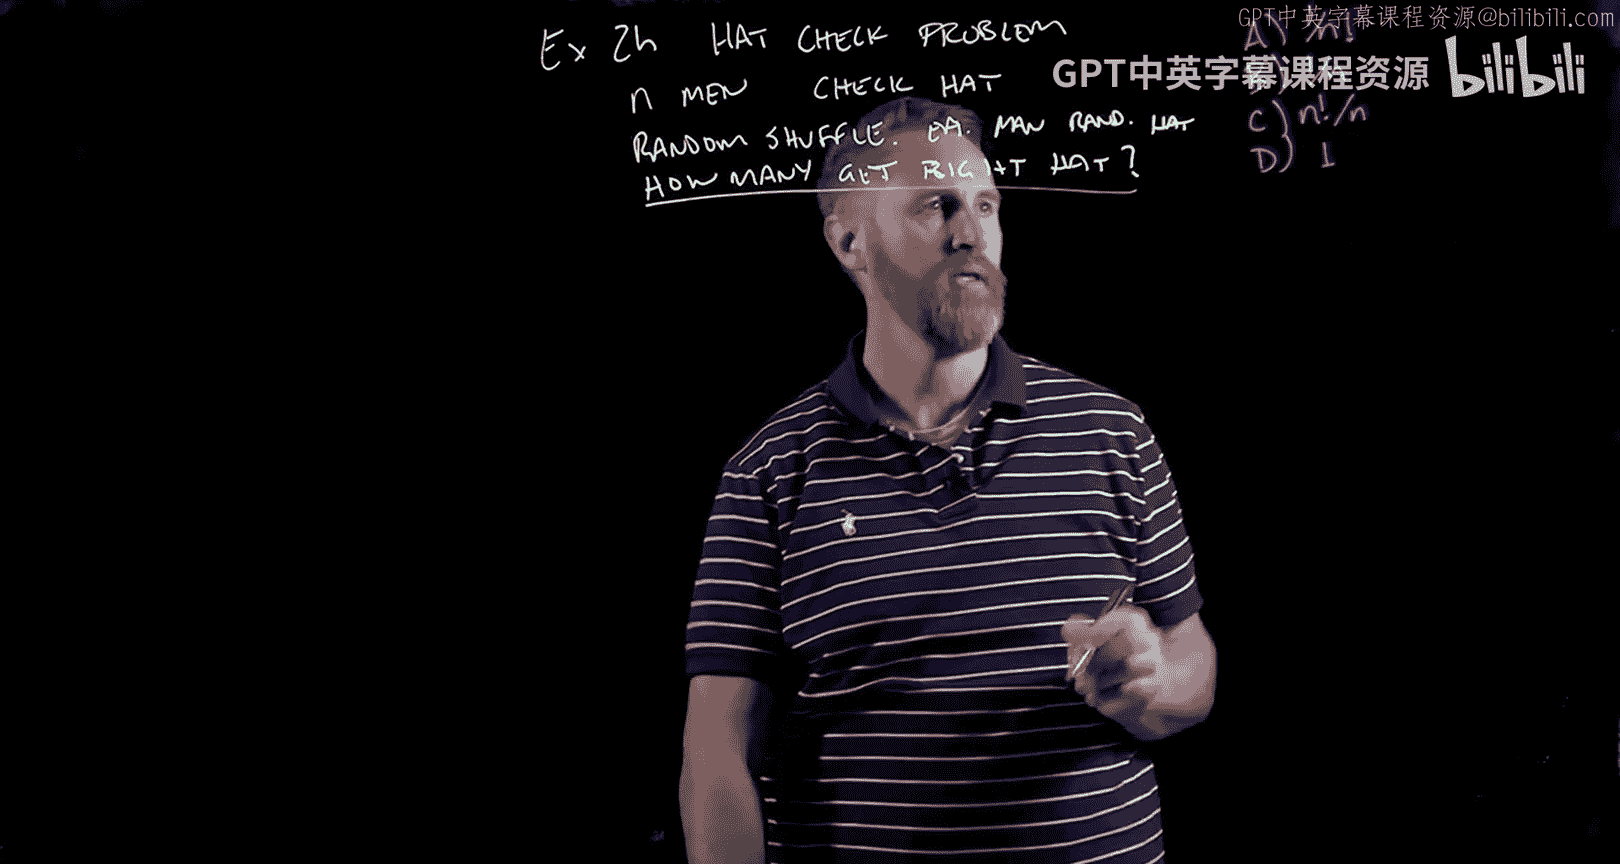 GPT中英字幕课程资源@bilibili.com
GPT中英字幕课程资源 bilibili
Ex 2h HAT CHECK PROBLEM
n MEN CHECK HAT
RANDOM SHUFFLE. EA. MAN RAND. HAT
HOW MANY GET RIGHT HAT?
A) /n!
C) n!/n
D) 1